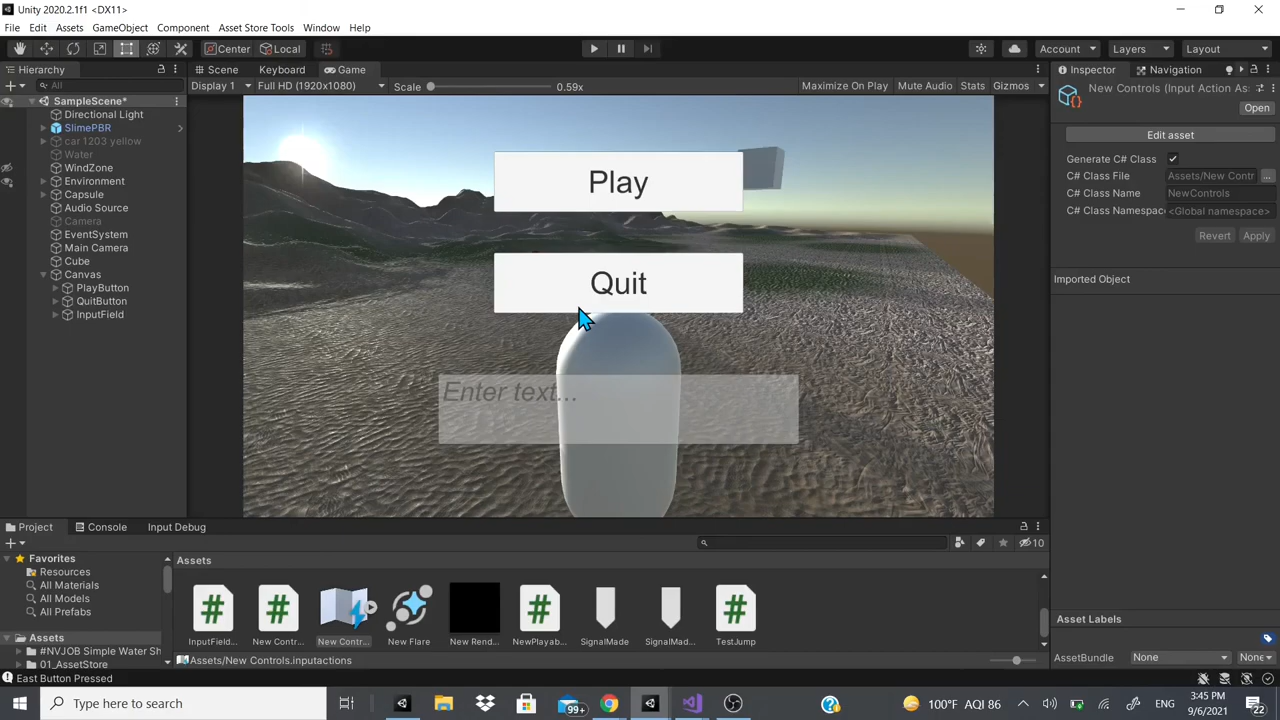 Unity 2020.2.1f1 <DX11>
File Edit Assets GameObject Component Asset Store Tools Window Help
Center Local Account Layers Layout
Hierarchy Scene Keyboard Game Inspector Navigation
All Display 1 Full HD (1920x1080) Scale 0.59x Maximize On Play Mute Audio Stats Gizmos
New Controls (Input Action As
Open
SampleScene*
Directional Light
SlimePBR
car 1203 yellow
Water
WindZone
Environment
Capsule
Audio Source
Camera
EventSystem
Main Camera
Cube
Canvas
PlayButton
QuitButton
InputField
Play
Quit
Enter text...
Edit asset
Generate C# Class
C# Class File Assets/New Contr ...
C# Class Name NewControls
C# Class Namespac <Global namespace>
Revert Apply
Imported Object
Project Console Input Debug
10
Favorites
Resources
All Materials
All Models
All Prefabs
Assets
#NVJOB Simple Water Sh
01_AssetStore
Assets
InputField... New Contr... New Contr... New Flare New Rend... NewPlayab... SignalMade SignalMad... TestJump
Assets/New Controls.inputactions
Asset Labels
AssetBundle None None
East Button Pressed
Type here to search
99+
100°F AQI 86
ENG
3:45 PM
9/6/2021
22